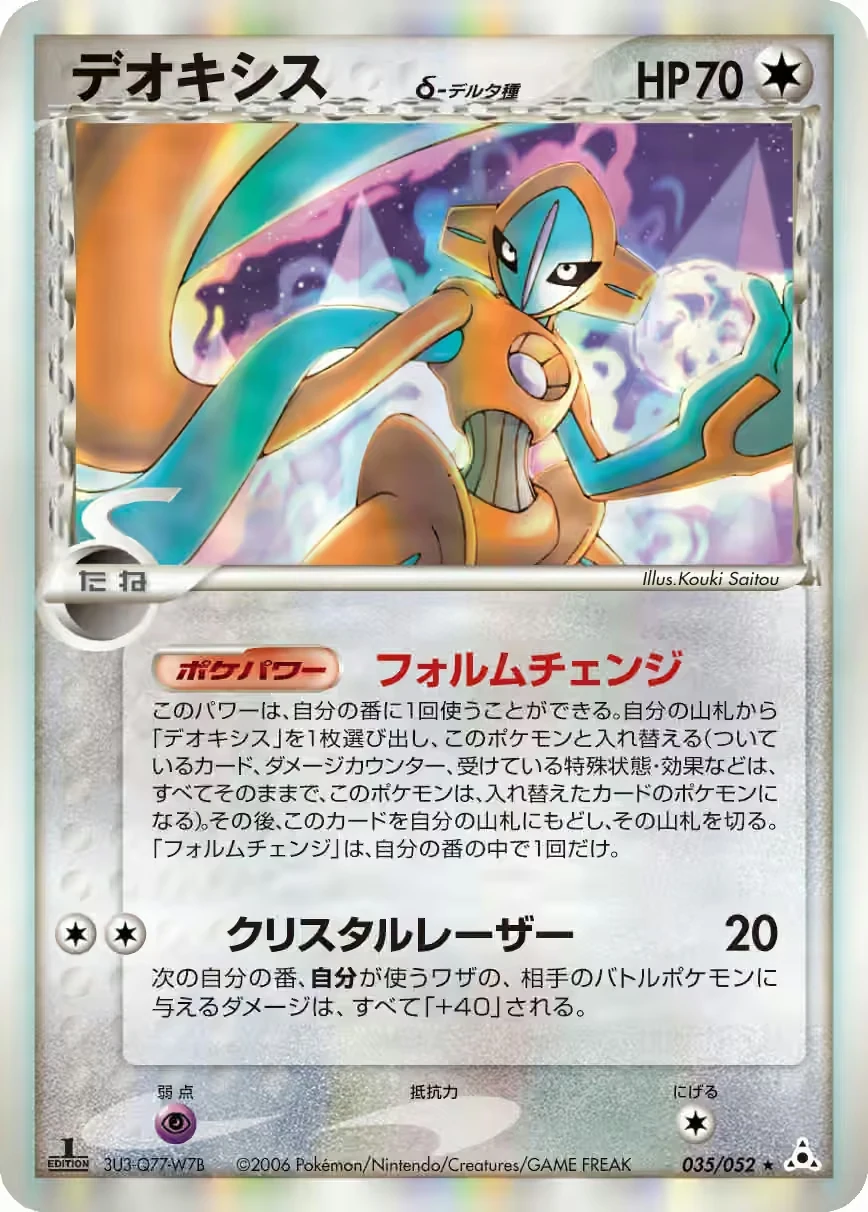 デオキシス δ-デルタ種 HP70
たね
Illus.Kouki Saitou
ポケパワー フォルムチェンジ
このパワーは、自分の番に1回使うことができる。自分の山札から
「デオキシス」を1枚選び出し、このポケモンと入れ替える(ついて
いるカード、ダメージカウンター、受けている特殊状態・効果などは、
すべてそのままで、このポケモンは、入れ替えたカードのポケモンに
なる)。その後、このカードを自分の山札にもどし、その山札を切る。
「フォルムチェンジ」は、自分の番の中で1回だけ。
クリスタルレーザー 20
次の自分の番、自分が使うワザの、相手のバトルポケモンに
与えるダメージは、すべて「+40」される。
弱点 抵抗力 にげる
1 EDITION 3U3-Q77-W7B ©2006 Pokémon/Nintendo/Creatures/GAME FREAK 035/052 ★